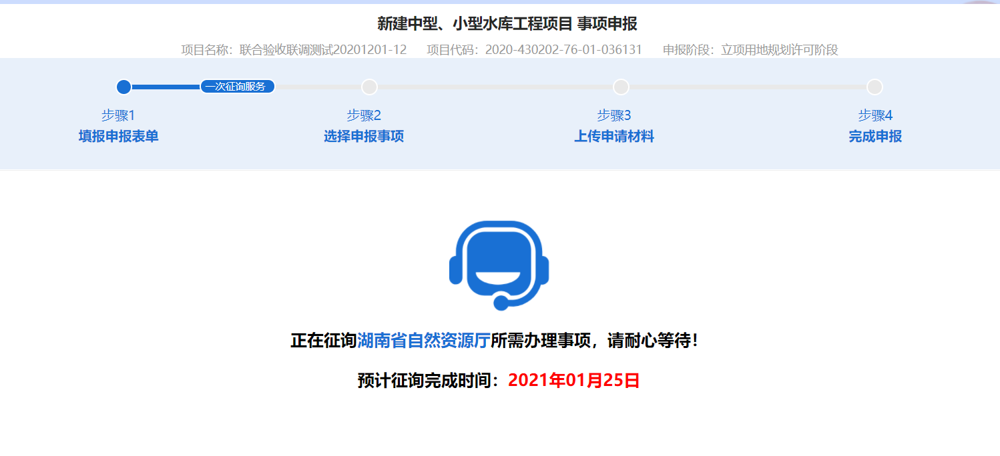 新建中型、小型水库工程项目 事项申报
项目名称：联合验收联调测试20201201-12 项目代码：2020-430202-76-01-036131 申报阶段：立项用地规划许可阶段
一次征询服务
步骤1 步骤2 步骤3 步骤4
填报申报表单 选择申报事项 上传申请材料 完成申报
正在征询湖南省自然资源厅所需办理事项，请耐心等待！
预计征询完成时间：2021年01月25日